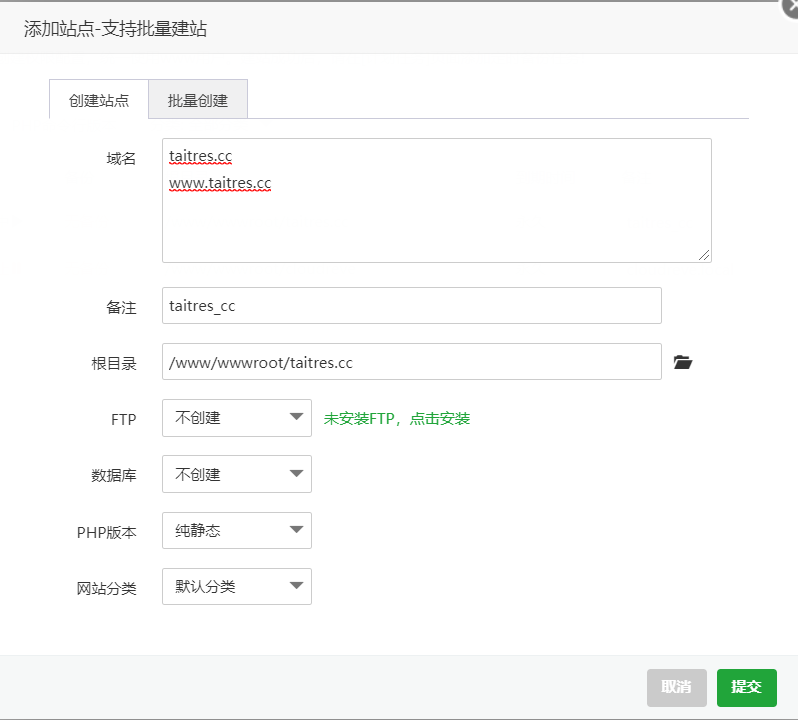 添加站点-支持批量建站
创建站点 批量创建
域名 taitres.cc
www.taitres.cc
备注 taitres_cc
根目录 /www/wwwroot/taitres.cc
FTP 不创建 未安装FTP，点击安装
数据库 不创建
PHP版本 纯静态
网站分类 默认分类
取消 提交